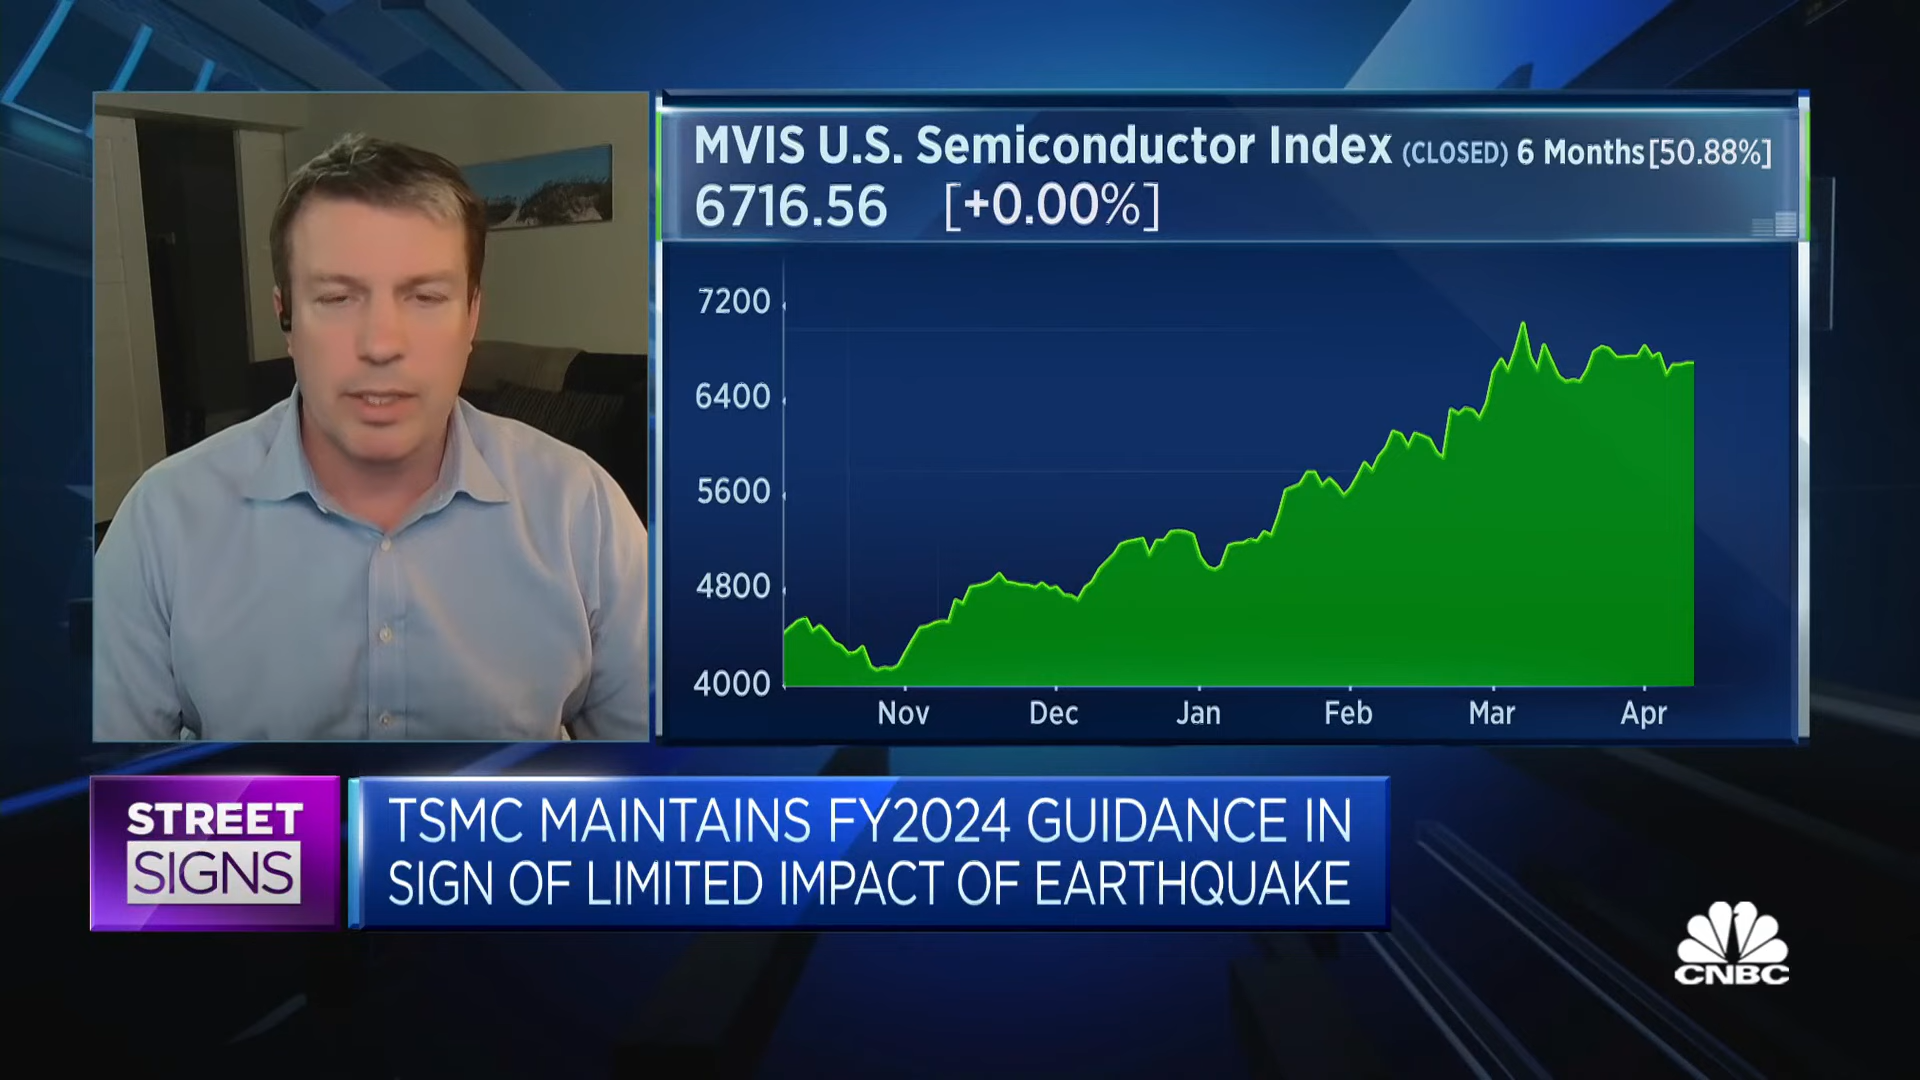 MVIS U.S. Semiconductor Index (CLOSED) 6 Months [50.88%]
6716.56 [+0.00%]
7200
6400
5600
4800
4000
Nov Dec Jan Feb Mar Apr
STREET
SIGNS
TSMC MAINTAINS FY2024 GUIDANCE IN
SIGN OF LIMITED IMPACT OF EARTHQUAKE
CNBC